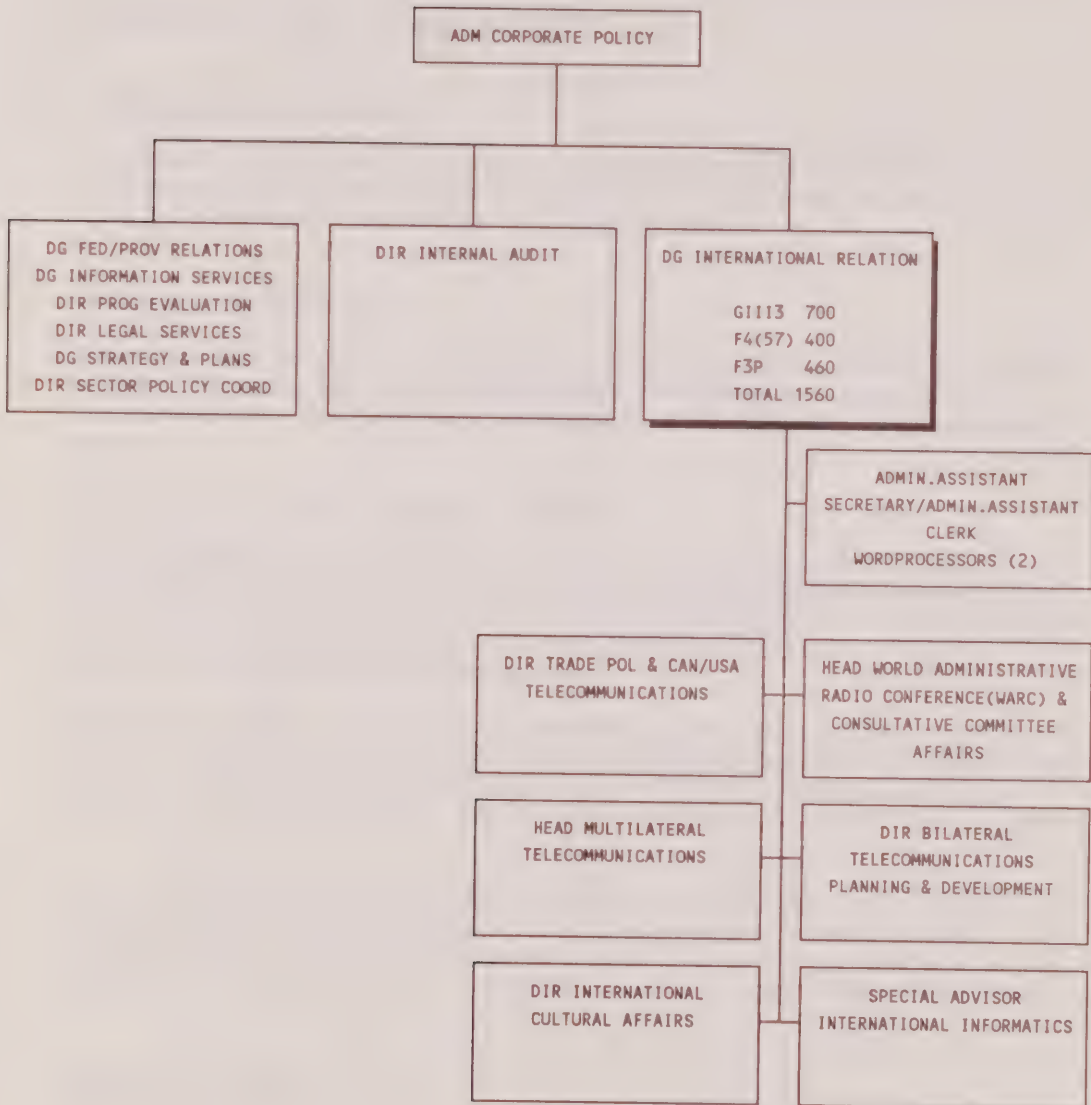 ADM CORPORATE POLICY
DG FED/PROV RELATIONS
DG INFORMATION SERVICES
DIR PROG EVALUATION
DIR LEGAL SERVICES
DG STRATEGY & PLANS
DIR SECTOR POLICY COORD
DIR INTERNAL AUDIT
DG INTERNATIONAL RELATION
GIII3 700
F4(57) 400
F3P 460
TOTAL 1560
ADMIN.ASSISTANT
SECRETARY/ADMIN.ASSISTANT
CLERK
WORDPROCESSORS (2)
DIR TRADE POL & CAN/USA
TELECOMMUNICATIONS
HEAD WORLD ADMINISTRATIVE
RADIO CONFERENCE(WARC) &
CONSULTATIVE COMMITTEE
AFFAIRS
HEAD MULTILATERAL
TELECOMMUNICATIONS
DIR BILATERAL
TELECOMMUNICATIONS
PLANNING & DEVELOPMENT
DIR INTERNATIONAL
CULTURAL AFFAIRS
SPECIAL ADVISOR
INTERNATIONAL INFORMATICS